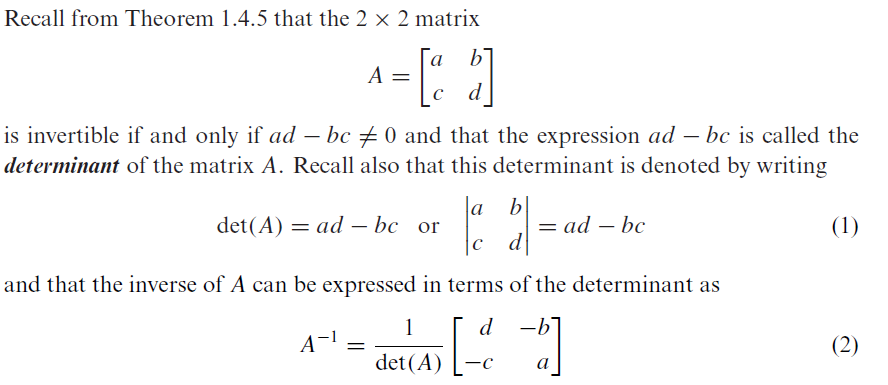 Recall from Theorem 1.4.5 that the 2 × 2 matrix
A = [a b
c d]
is invertible if and only if ad − bc ≠ 0 and that the expression ad − bc is called the
determinant of the matrix A. Recall also that this determinant is denoted by writing
det(A) = ad − bc or |a b
c d| = ad − bc (1)
and that the inverse of A can be expressed in terms of the determinant as
A⁻¹ = 1/det(A) [d −b
−c a] (2)